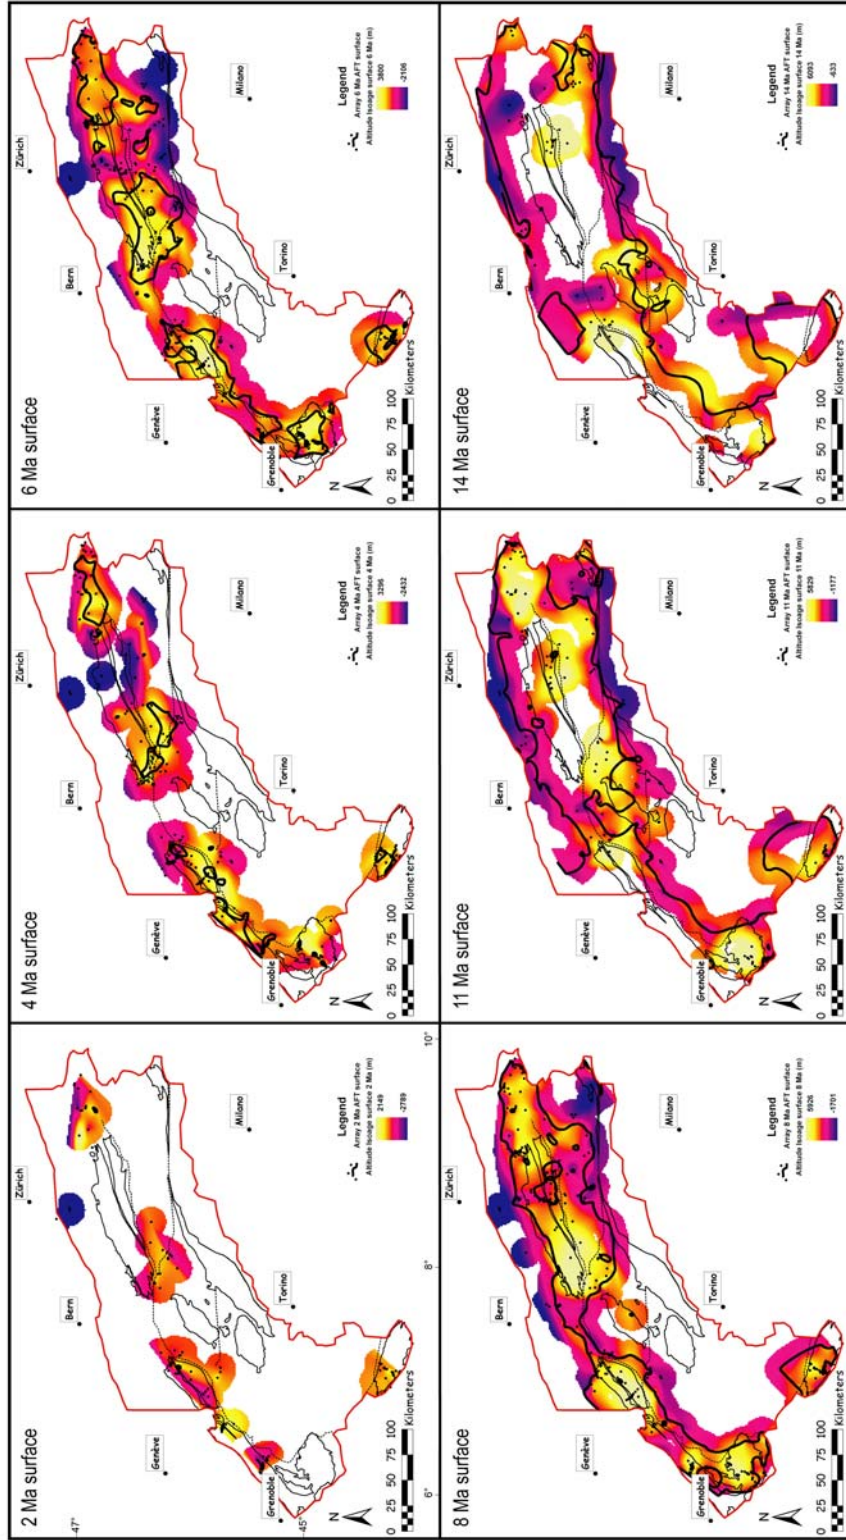 2 Ma surface
Zürich
Bern
47°
Genève
Milano
Torino
Grenoble
45°
N
0 25 50 75 100
Kilometers
6°
8°
10°
Legend
Array 2 Ma AFT surface
Altitude Isoage surface 2 Ma (m)
2149
-2789
4 Ma surface
Zürich
Bern
Genève
Milano
Torino
Grenoble
N
0 25 50 75 100
Kilometers
Legend
Array 4 Ma AFT surface
Altitude Isoage surface 4 Ma (m)
3296
-2432
6 Ma surface
Zürich
Bern
Genève
Milano
Torino
Grenoble
N
0 25 50 75 100
Kilometers
Legend
Array 6 Ma AFT surface
Altitude Isoage surface 6 Ma (m)
3800
-2106
8 Ma surface
Zürich
Bern
Genève
Milano
Torino
Grenoble
N
0 25 50 75 100
Kilometers
Legend
Array 8 Ma AFT surface
Altitude Isoage surface 8 Ma (m)
5926
-1701
11 Ma surface
Zürich
Bern
Genève
Milano
Torino
Grenoble
N
0 25 50 75 100
Kilometers
Legend
Array 11 Ma AFT surface
Altitude Isoage surface 11 Ma (m)
5829
-1177
14 Ma surface
Zürich
Bern
Genève
Milano
Torino
Grenoble
N
0 25 50 75 100
Kilometers
Legend
Array 14 Ma AFT surface
Altitude Isoage surface 14 Ma (m)
6093
-633